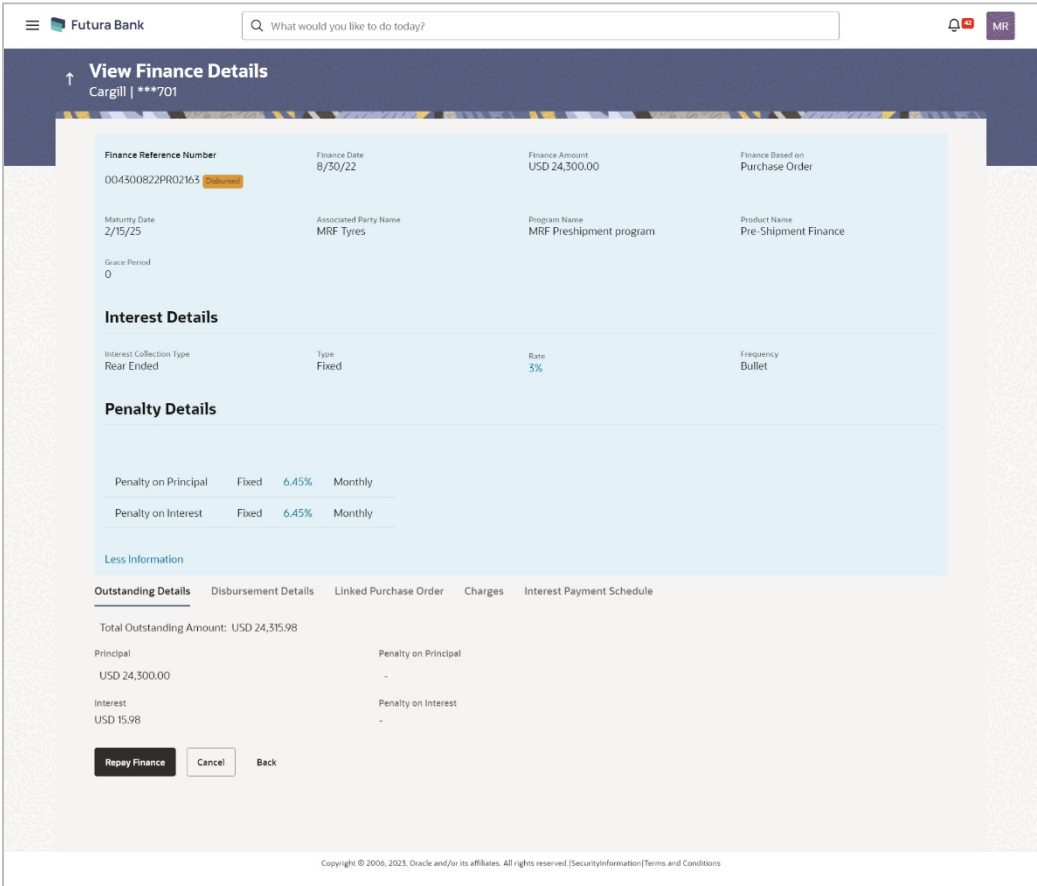 Futura Bank
What would you like to do today?
42
MR
View Finance Details
Cargill | ***701
Finance Reference Number
004300822PR02163 Disbursed
Finance Date
8/30/22
Finance Amount
USD 24,300.00
Finance Based on
Purchase Order
Maturity Date
2/15/25
Associated Party Name
MRF Tyres
Program Name
MRF Preshipment program
Product Name
Pre-Shipment Finance
Grace Period
0
Interest Details
Interest Collection Type
Rear Ended
Type
Fixed
Rate
3%
Frequency
Bullet
Penalty Details
Penalty on Principal Fixed 6.45% Monthly
Penalty on Interest Fixed 6.45% Monthly
Less Information
Outstanding Details Disbursement Details Linked Purchase Order Charges Interest Payment Schedule
Total Outstanding Amount: USD 24,315.98
Principal
USD 24,300.00
Penalty on Principal
-
Interest
USD 15.98
Penalty on Interest
-
Repay Finance Cancel Back
Copyright © 2006, 2023, Oracle and/or its affiliates. All rights reserved.|SecurityInformation|Terms and Conditions